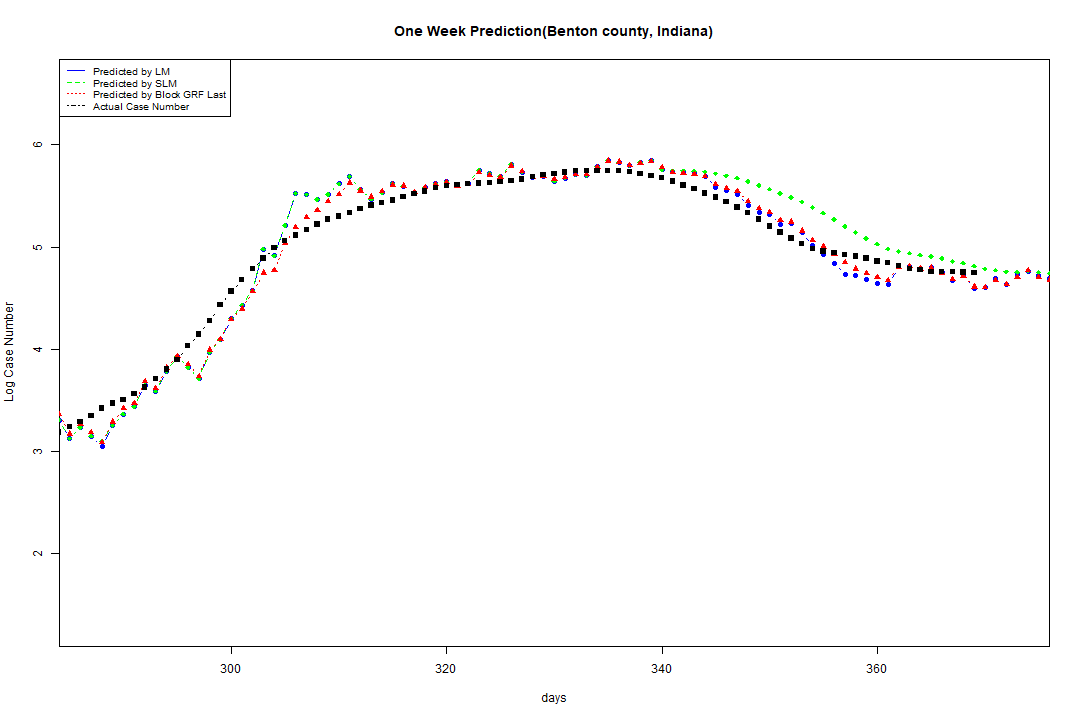 One Week Prediction(Benton county, Indiana)
Predicted by LM
Predicted by SLM
Predicted by Block GRF Last
Actual Case Number
6
5
4
3
2
Log Case Number
300 320 340 360
days